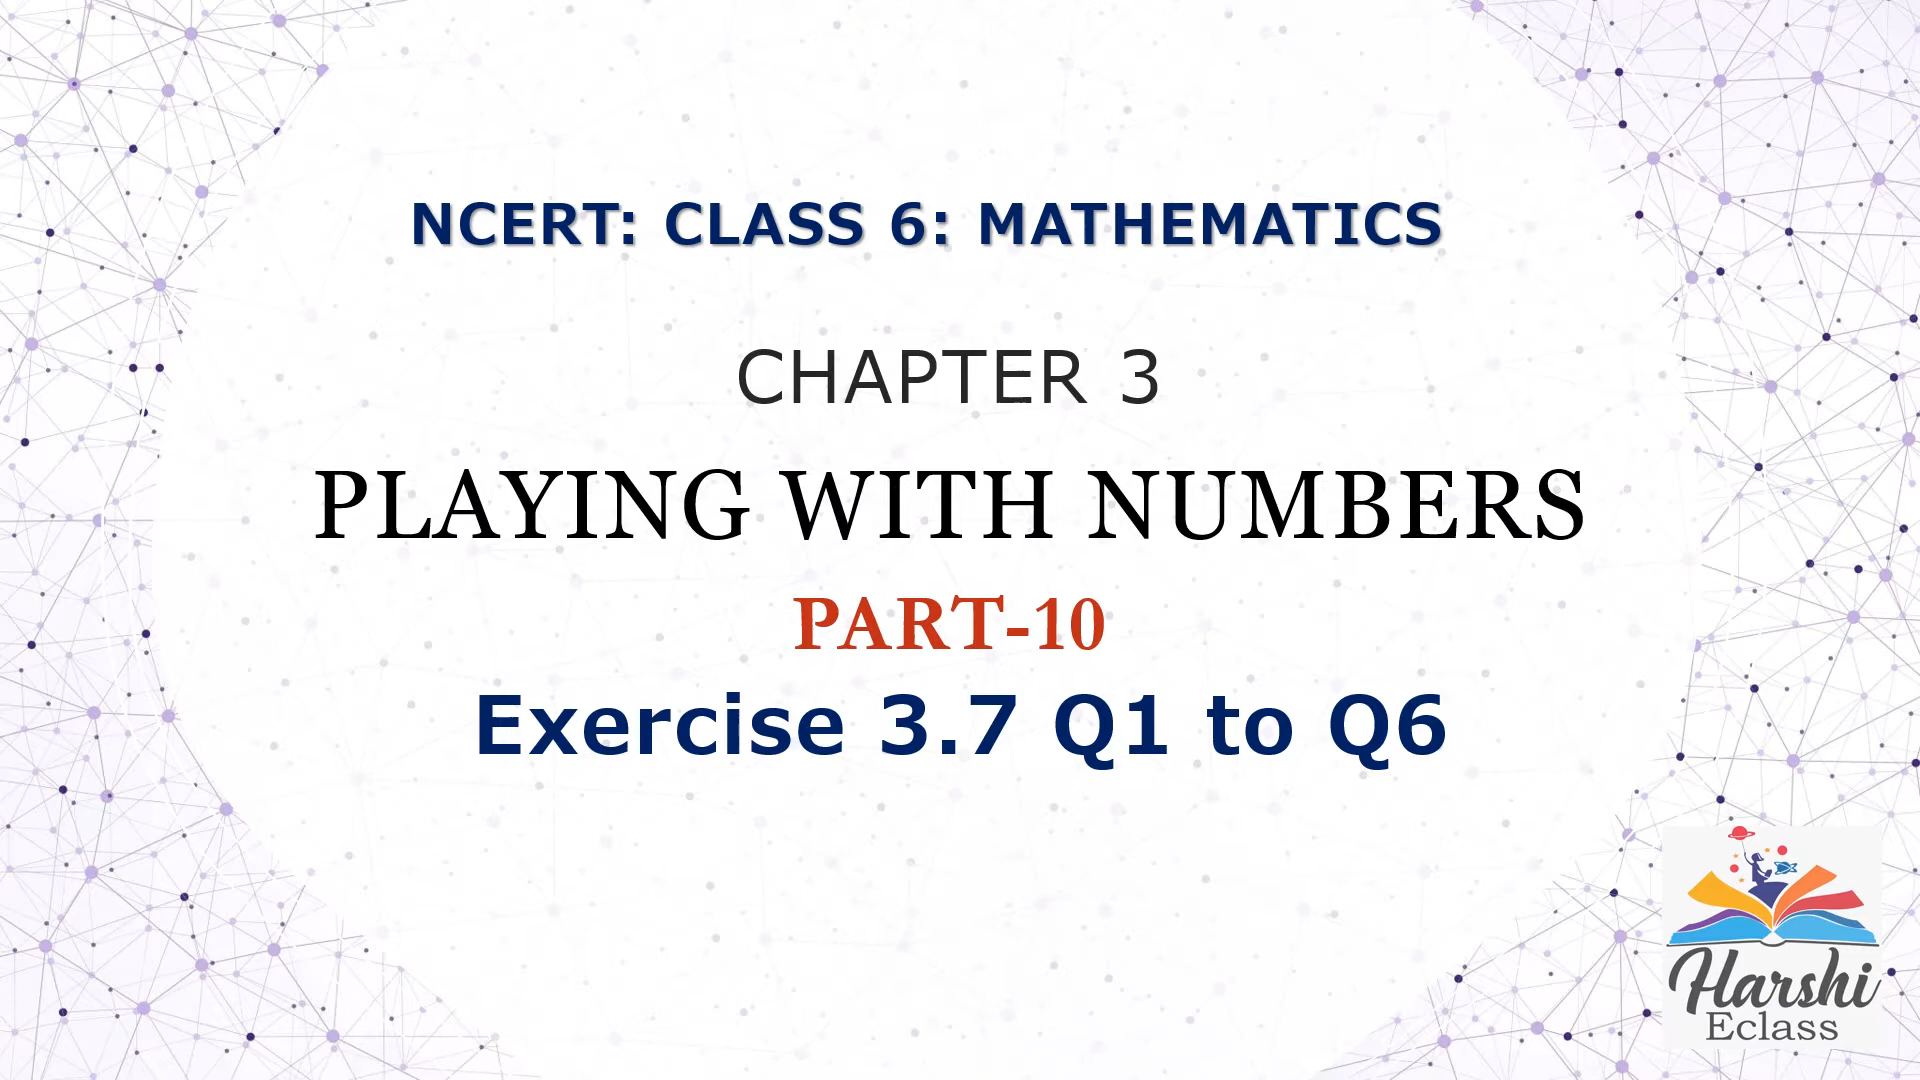 NCERT: CLASS 6: MATHEMATICS
CHAPTER 3
PLAYING WITH NUMBERS
PART-10
Exercise 3.7 Q1 to Q6
Harshi
Eclass